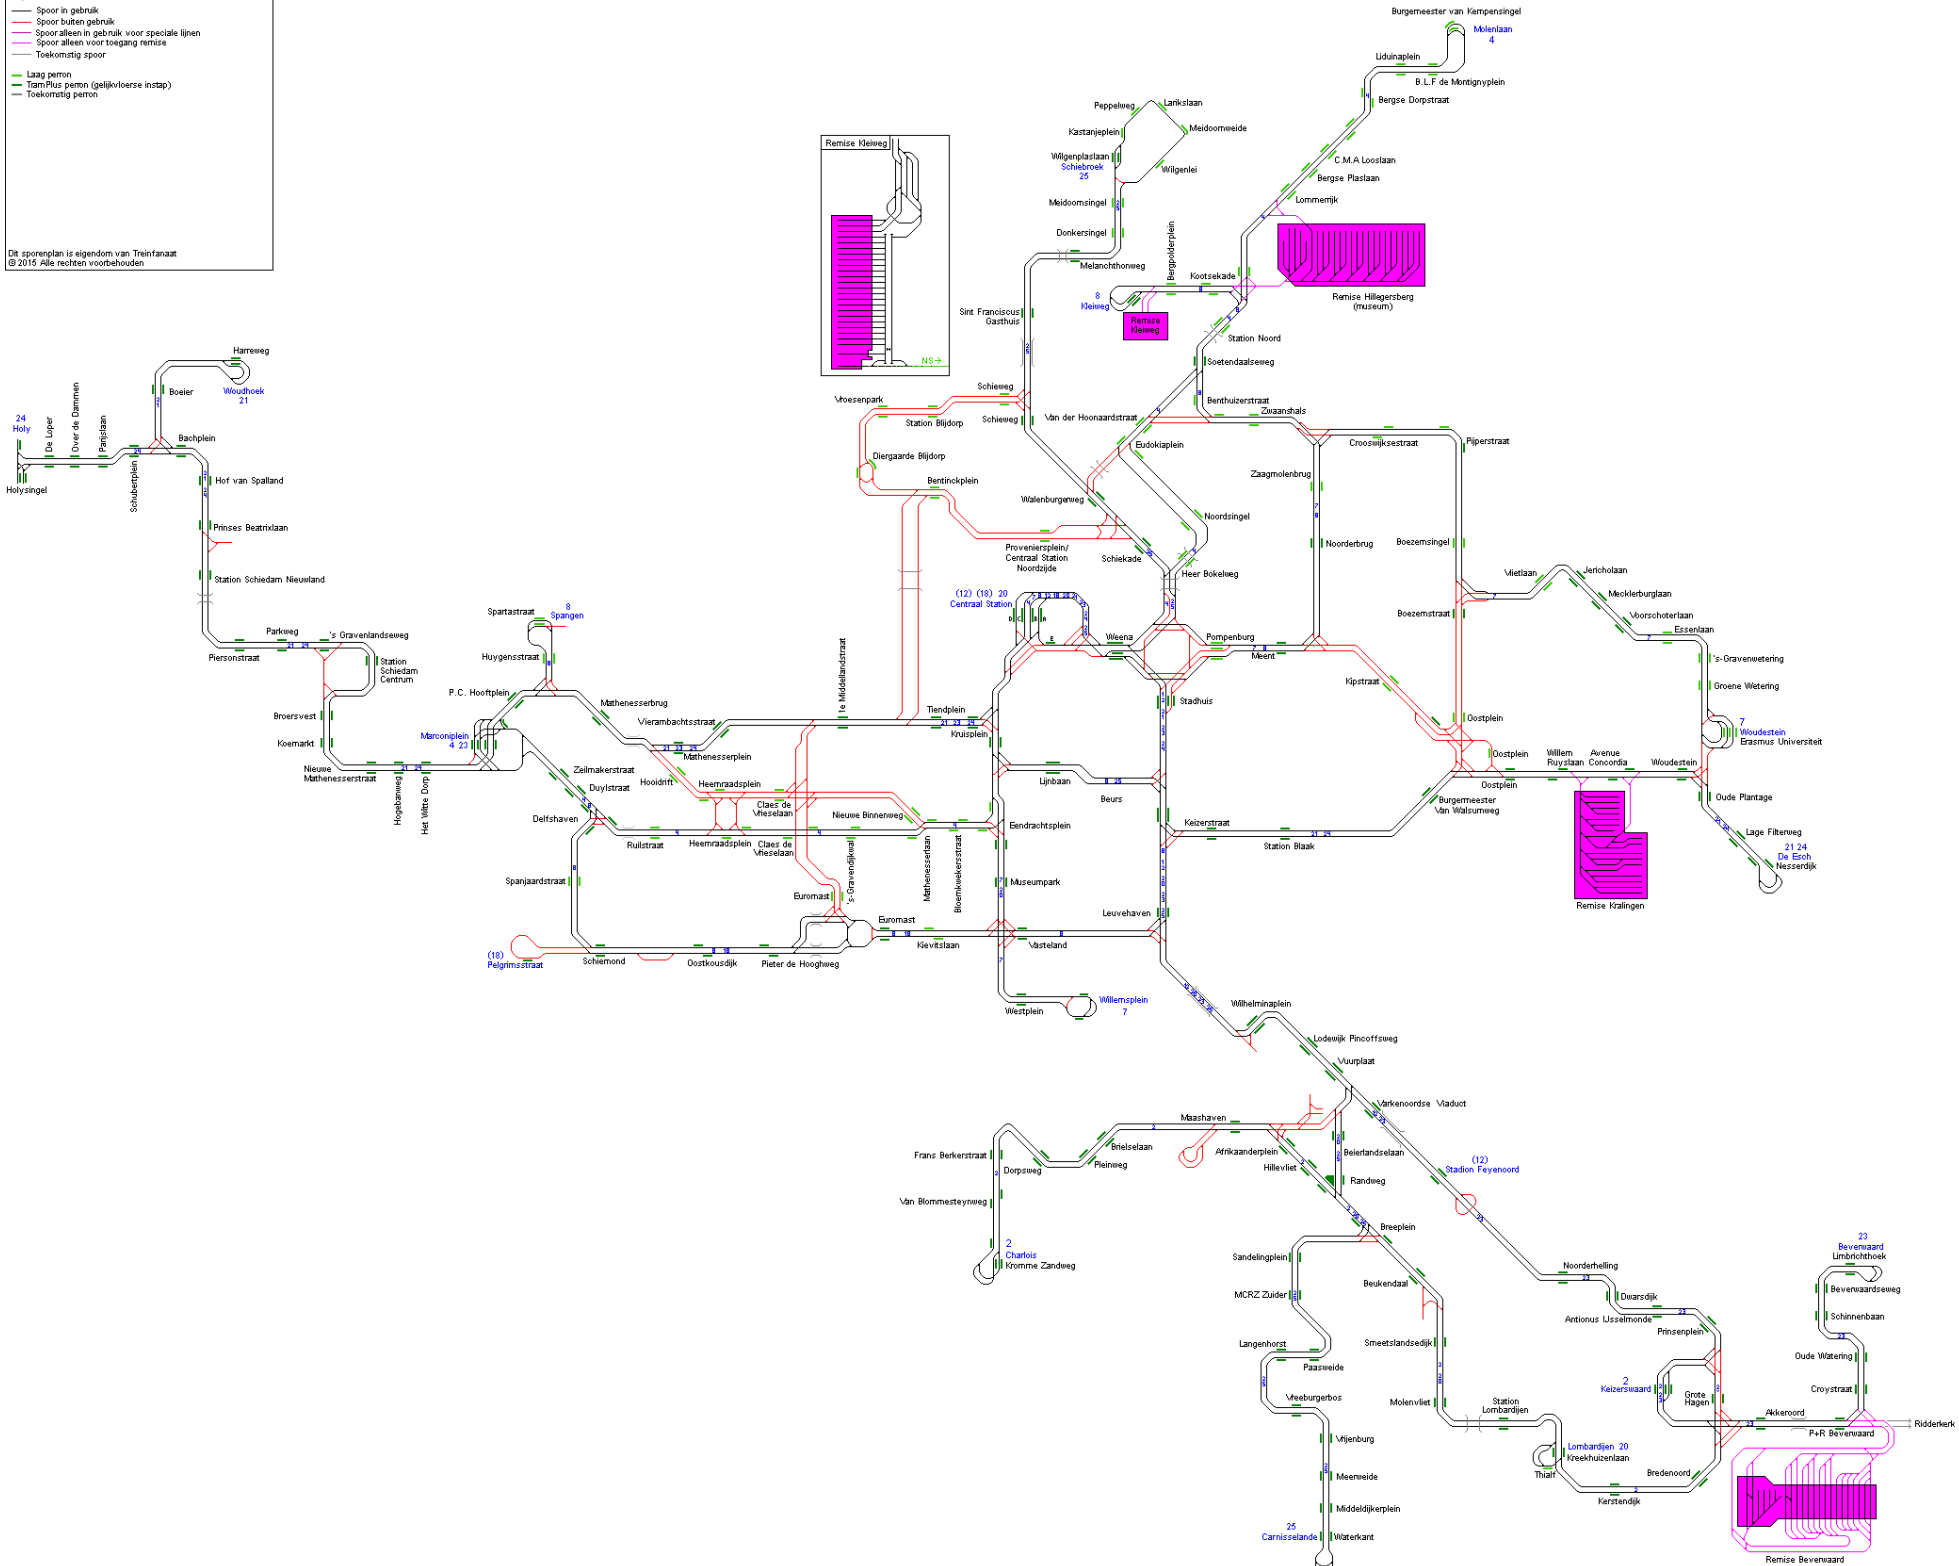 Spoor in gebruik
Spoor buiten gebruik
Spoor alleen in gebruik voor speciale lijnen
Spoor alleen voor toegang remise
Toekomstig spoor
Laag perron
TramPlus perron (gelijkvloerse instap)
Toekomstig perron
Dit sporenplan is eigendom van Treinfanaat
© 2015 Alle rechten voorbehouden
Burgemeester van Kempensingel
Molenlaan
4
Liduinaplein
B.L.F de Montignyplein
Bergse Dorpstraat
C.M.A Looslaan
Bergse Plaslaan
Lommerrijk
Remise Hillegersberg
(museum)
Peppelweg
Larikslaan
Kastanjeplein
Meidoornweide
Wilgenplaslaan
Schiebroek
25
Wilgenlei
Meidoornsingel
Donkersingel
Melanchthonweg
Bergpolderplein
Kootsekade
8
Kleiweg
Remise
Kleiweg
Remise Kleiweg
NS→
Sint Franciscus
Gasthuis
Station Noord
Soetendaalseweg
Benthuizerstraat
Zwaanshals
Schieweg
Schieweg
Vroesenpark
Station Blijdorp
Van der Hoonaardstraat
Eudokiaplein
Crooswijksestraat
Pijperstraat
Diergaarde Blijdorp
Bentinckplein
Walenburgerweg
Zaagmolenbrug
Noordsingel
Noorderbrug
Boezemsingel
Proveniersplein/
Centraal Station
Noordzijde
Schiekade
Heer Bokelweg
Vlietlaan
Jericholaan
Mecklenburglaan
Voorschoterlaan
Essenlaan
Boezemstraat
's-Gravenwetering
Groene Wetering
7
Woudestein
Erasmus Universiteit
Harreweg
Woudhoek
21
Boeier
24
Holy
De Loper
Over de Dammen
Parijslaan
Bachplein
Holysingel
Schubertplein
Hof van Spalland
Prinses Beatrixlaan
Station Schiedam Nieuwland
Parkweg
's Gravenlandseweg
Piersonstraat
Station
Schiedam
Centrum
Broersvest
Koemarkt
Nieuwe
Mathenesserstraat
Hogebanweg
Het Witte Dorp
8
Spangen
Spartastraat
Huygensstraat
P.C. Hooftplein
Mathenesserbrug
Marconiplein
4 23
Vierambachtsstraat
Mathenesserplein
1e Middellandstraat
Tiendplein
Kruisplein
(12) (18) 20
Centraal Station
D
C
B
A
E
Weena
Pompenburg
Meent
Stadhuis
Kipstraat
Oostplein
Oostplein
Oostplein
Willem
Ruyslaan
Avenue
Concordia
Woudestein
Oude Plantage
Lage Filterweg
21 24
De Esch
Nesserdijk
Remise Kralingen
Burgemeester
Van Walsumweg
Station Blaak
Keizerstraat
Beurs
Lijnbaan
Zeilmakerstraat
Duylstraat
Delfshaven
Hooidrift
Heemraadsplein
Claes de
Vrieselaan
Nieuwe Binnenweg
Ruilstraat
Heemraadsplein
Claes de
Vrieselaan
Eendrachtsplein
Mathenesserlaan
Bloemkwekersstraat
's-Gravendijkwal
Spanjaardstraat
Museumpark
Euromast
Euromast
Kievitslaan
Vasteland
Leuvehaven
(18)
Pelgrimsstraat
Schiemond
Oostkousdijk
Pieter de Hooghweg
Westplein
Willemsplein
7
Wilhelminaplein
Lodewijk Pincoffsweg
Vuurplaat
Varkenoordse Viaduct
(12)
Stadion Feyenoord
Maashaven
Brielselaan
Pleinweg
Dorpsweg
Frans Berkerstraat
Van Blommesteynweg
2
Charlois
Kromme Zandweg
Afrikaanderplein
Hillevliet
Beierlandselaan
Randweg
Breeplein
Sandelingplein
MCRZ Zuider
Beukendaal
Langenhorst
Paasweide
Smeetslandsedijk
Vreeburgerbos
Molenvliet
Vrijenburg
Meerweide
Middeldijkerplein
25
Carnisselande
Waterkant
Station
Lombardijen
Lombardijen 20
Kreekhuizenlaan
Thialf
Kerstendijk
Bredenoord
Noorderhelling
Dwarsdijk
Antionus IJsselmonde
Prinsenplein
2
Keizerswaard
Grote
Hagen
Akkeroord
P+R Beverwaard
Ridderkerk
23
Beverwaard
Limbrichthoek
Beverwaardseweg
Schinnenbaan
Oude Watering
Croystraat
Remise Beverwaard